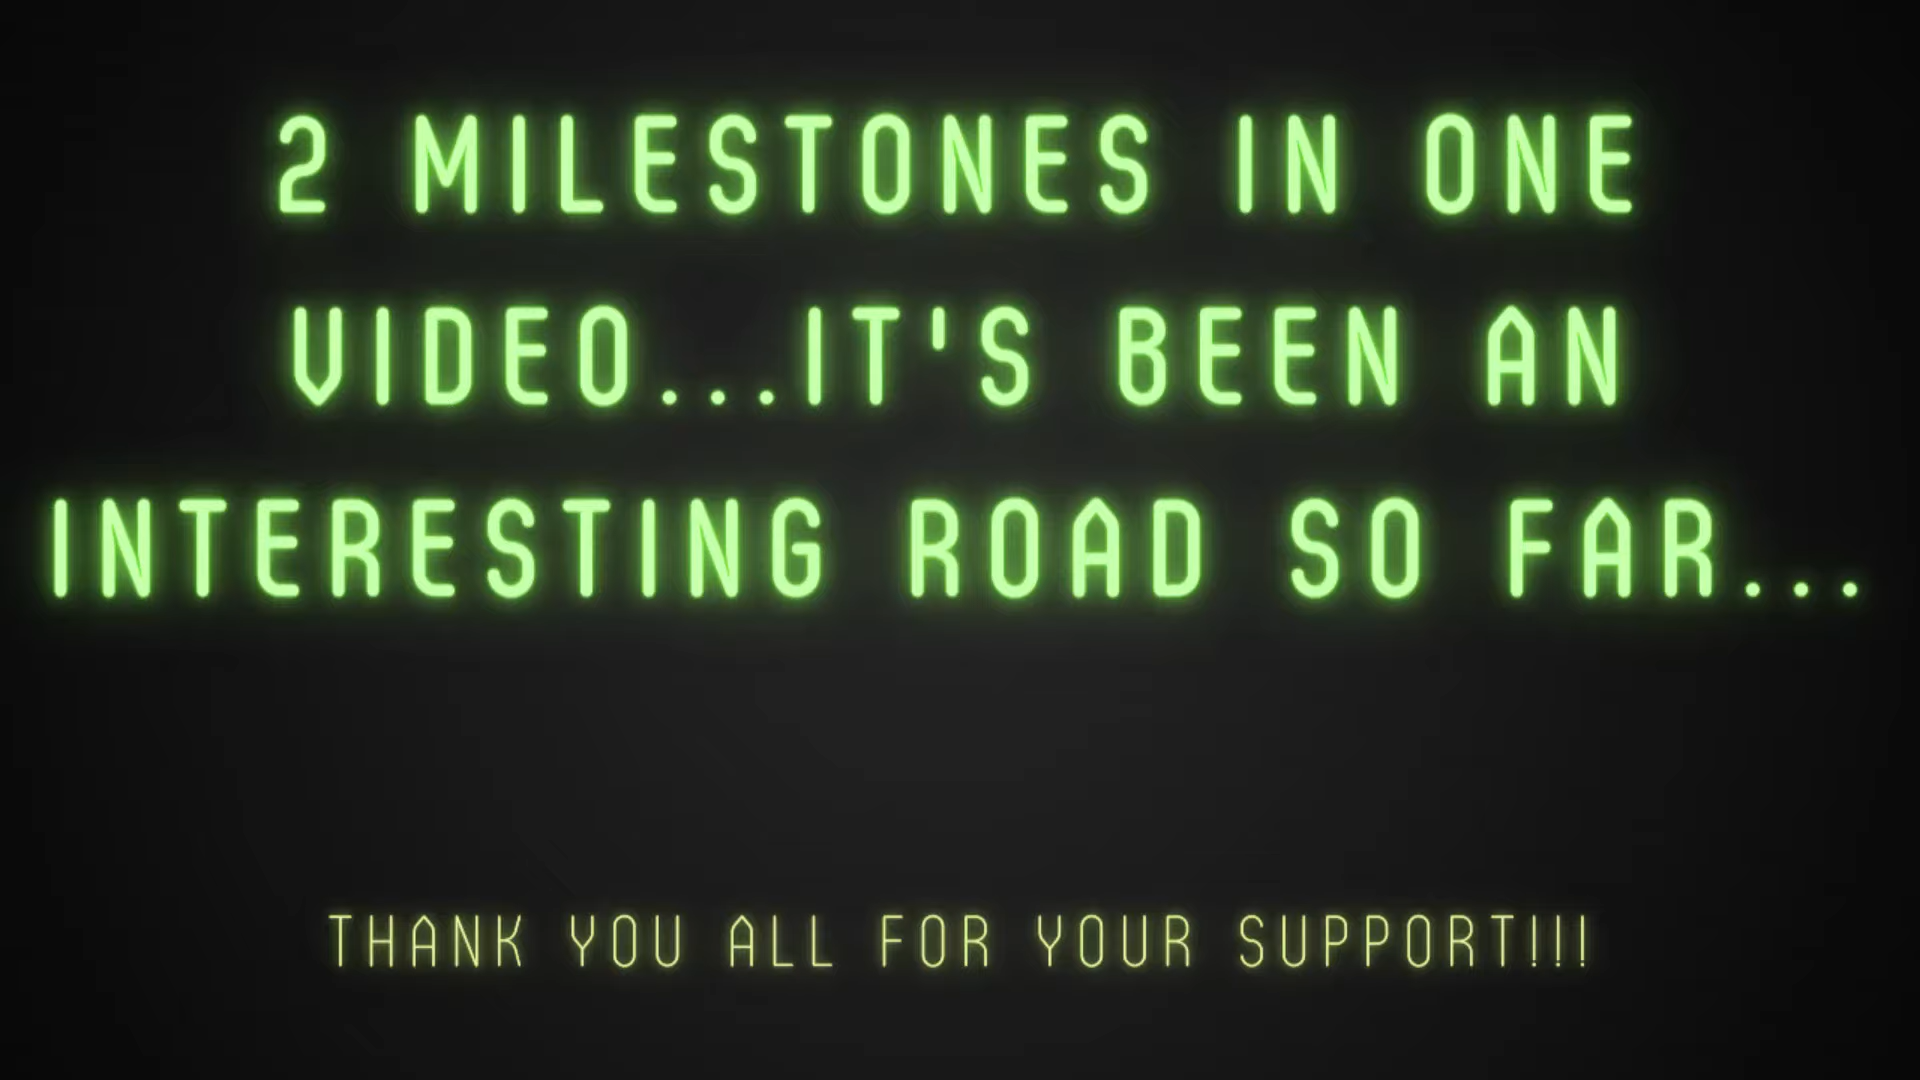 2 MILESTONES IN ONE
VIDEO...IT'S BEEN AN
INTERESTING ROAD SO FAR...
THANK YOU ALL FOR YOUR SUPPORT!!!